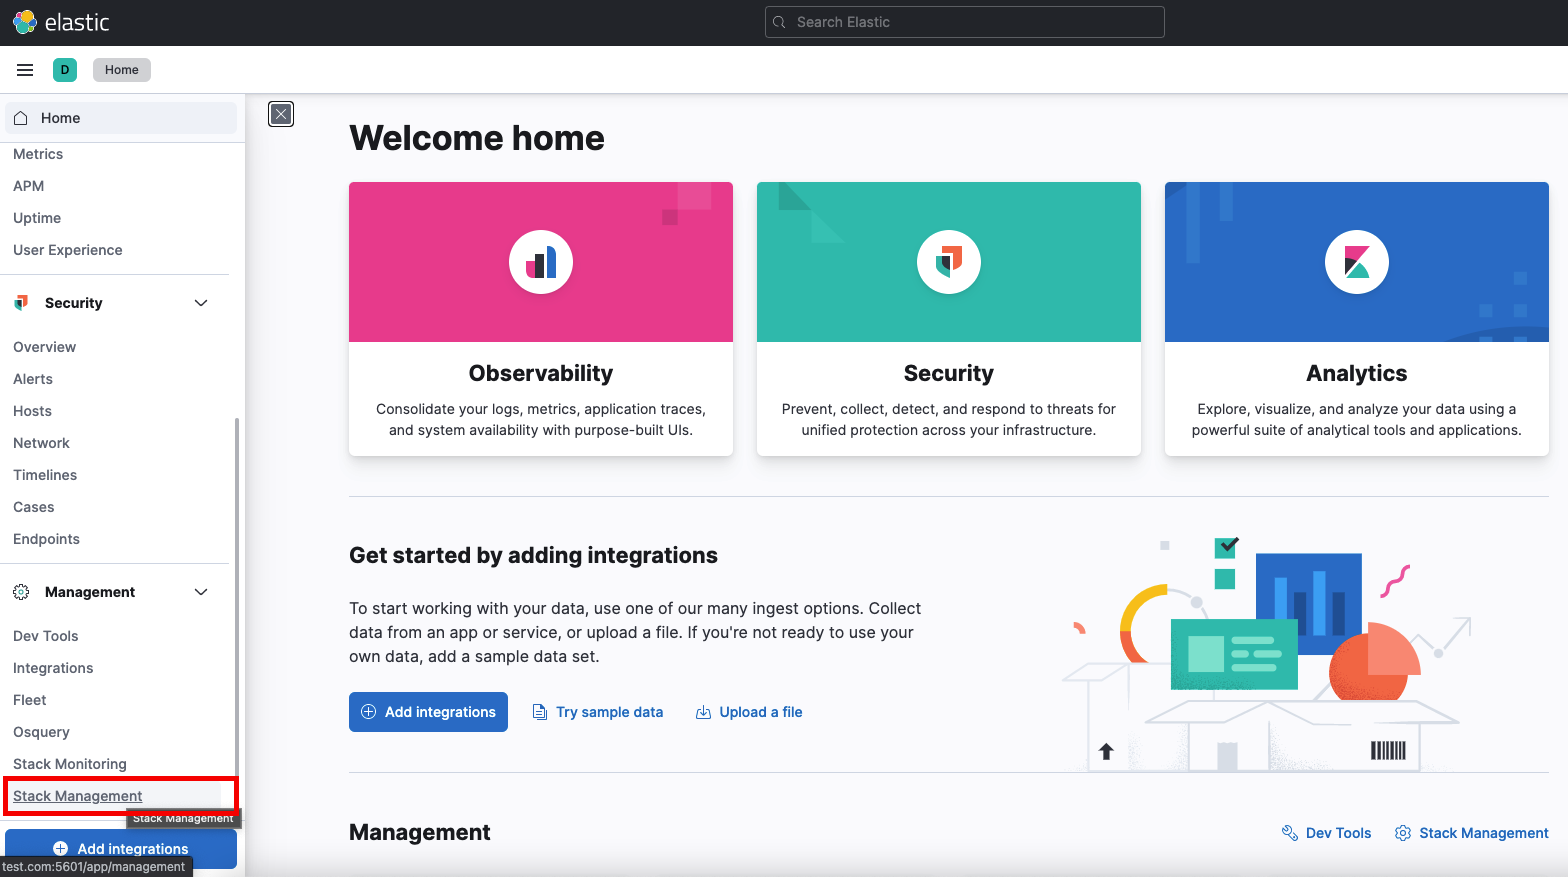 elastic
Search Elastic
D
Home
Home
Metrics
APM
Uptime
User Experience
Security
Overview
Alerts
Hosts
Network
Timelines
Cases
Endpoints
Management
Dev Tools
Integrations
Fleet
Osquery
Stack Monitoring
Stack Management
Stack Management
Add integrations
test.com:5601/app/management
Welcome home
Observability
Consolidate your logs, metrics, application traces,
and system availability with purpose-built UIs.
Security
Prevent, collect, detect, and respond to threats for
unified protection across your infrastructure.
Analytics
Explore, visualize, and analyze your data using a
powerful suite of analytical tools and applications.
Get started by adding integrations
To start working with your data, use one of our many ingest options. Collect
data from an app or service, or upload a file. If you're not ready to use your
own data, add a sample data set.
Add integrations
Try sample data
Upload a file
Management
Dev Tools
Stack Management